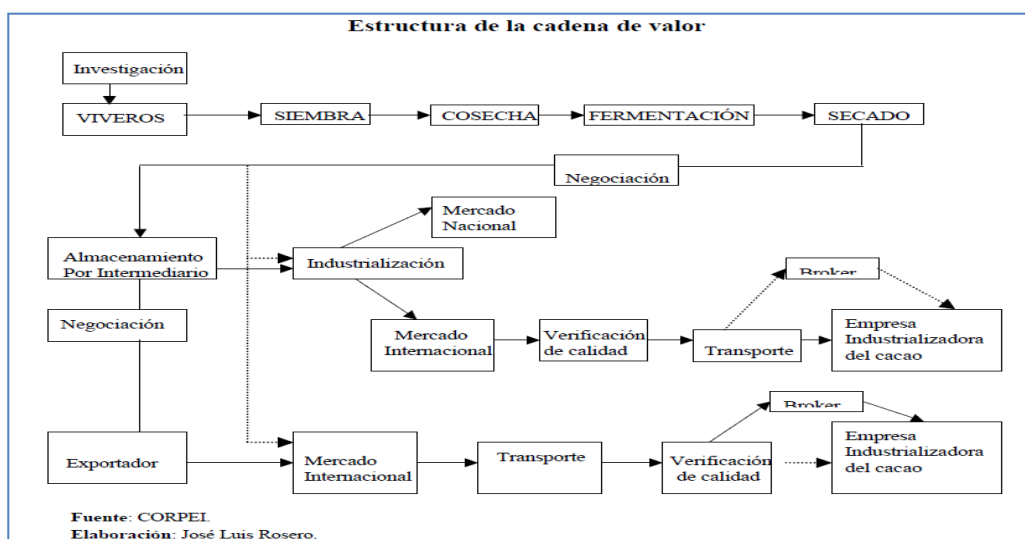 Estructura de la cadena de valor
Investigación
VIVEROS
SIEMBRA
COSECHA
FERMENTACIÓN
SECADO
Negociación
Mercado
Nacional
Almacenamiento
Por Intermediario
Industrialización
Broker
Negociación
Mercado
Internacional
Verificación
de calidad
Transporte
Empresa
Industrializadora
del cacao
Broker
Exportador
Mercado
Internacional
Transporte
Verificación
de calidad
Empresa
Industrializadora
del cacao
Fuente: CORPEI.
Elaboración: José Luis Rosero.